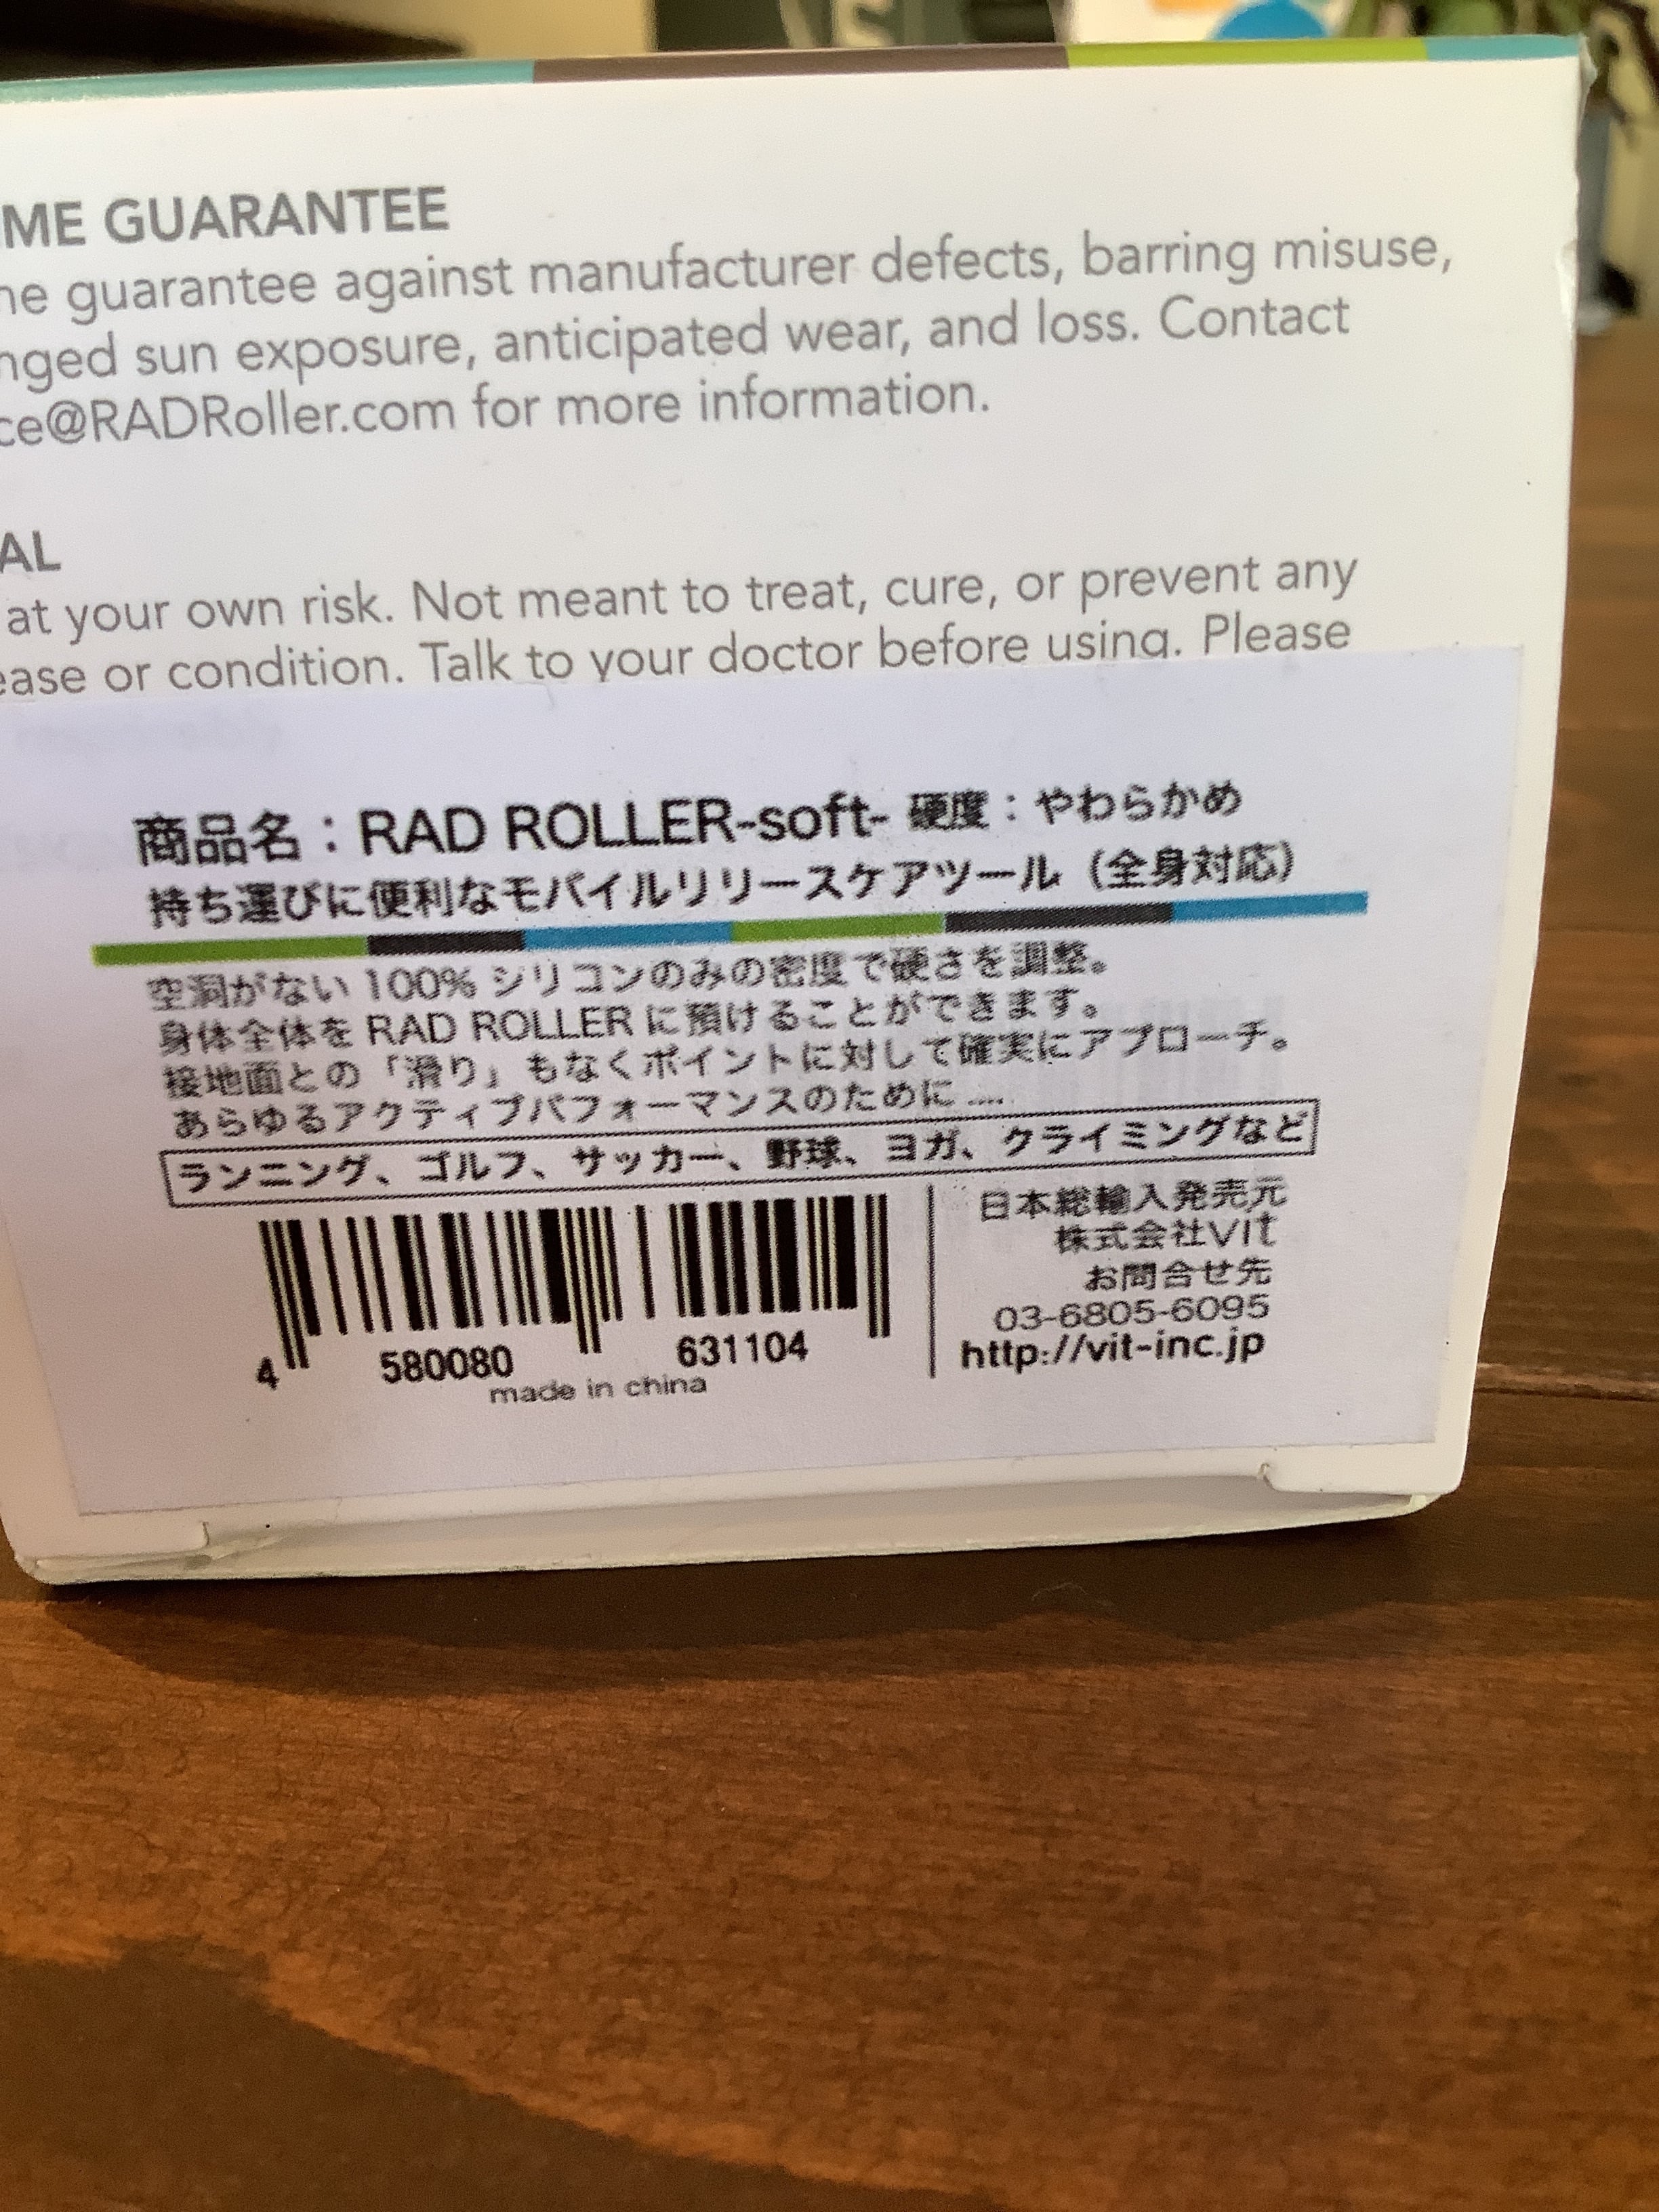 IME GUARANTEE
guarantee against manufacturer defects, barring misuse,
nged sun exposure, anticipated wear, and loss. Contact
ce@RADRoller.com for more information.
AL
at your own risk. Not meant to treat, cure, or prevent any
ease or condition. Talk to your doctor before using. Please
商品名：RAD ROLLER-soft- 硬度：やわらかめ
持ち運びに便利なモバイルリリースケアツール（全身対応）
空洞がない 100% シリコンのみの密度で硬さを調整。
身体全体を RAD ROLLER に預けることができます。
接地面との「滑り」もなくポイントに対して確実にアプローチ。
あらゆるアクティブパフォーマンスのために....
ランニング、ゴルフ、サッカー、野球、ヨガ、クライミングなど
日本総輸入発売元
株式会社Vit
お問合せ先
03-6805-6095
http://vit-inc.jp
4 580080 631104
made in china